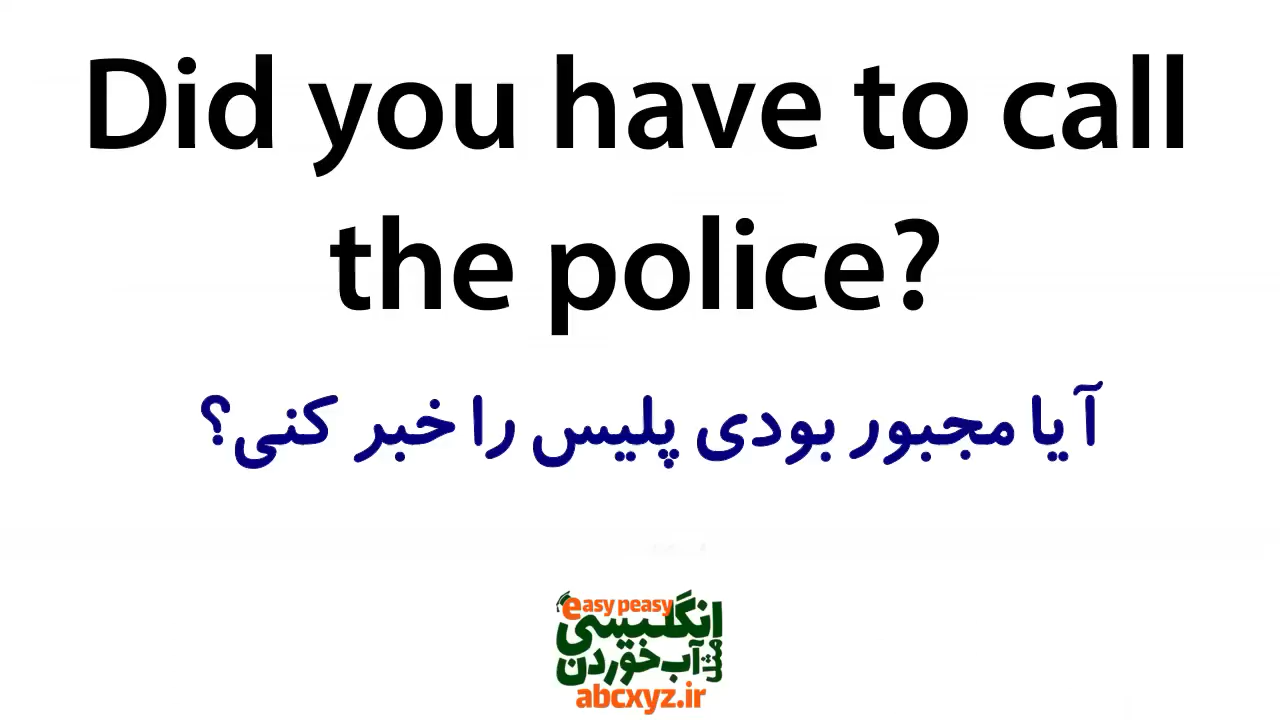 Did you have to call
the police?
آیا مجبور بودی پلیس را خبر کنی؟
easy peasy
انگلیسی
مثل آب خوردن
abcxyz.ir